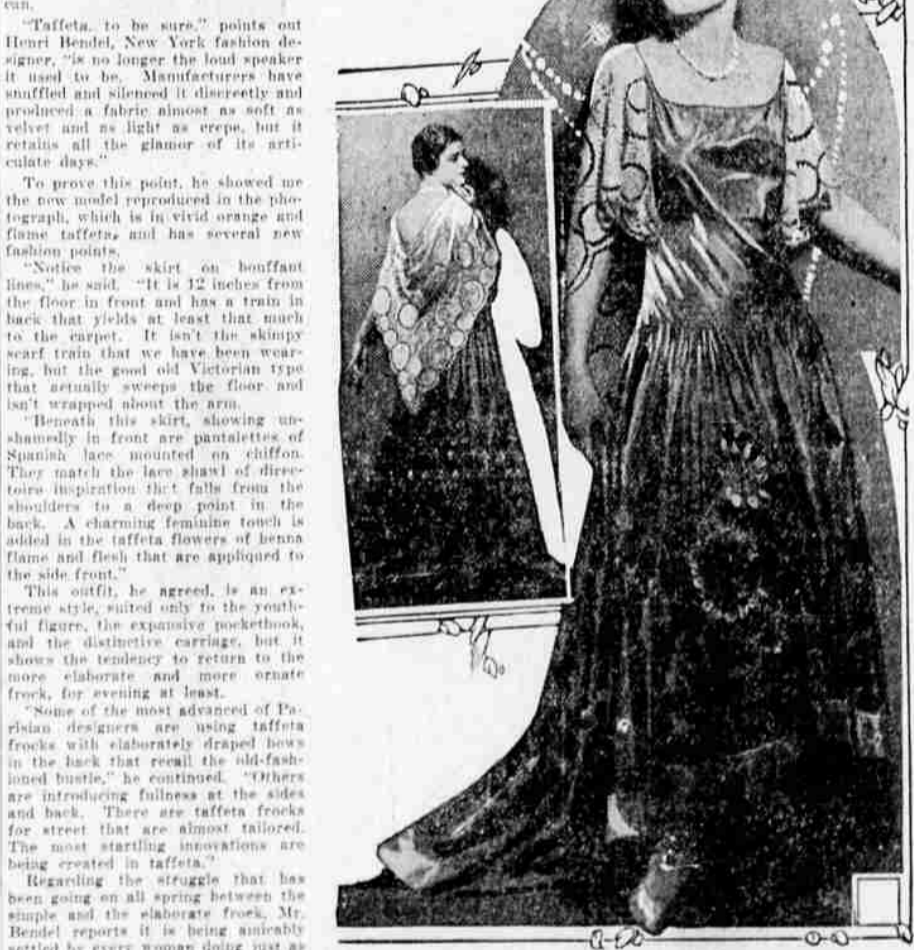 "Taffeta, to be sure," points out
Henri Bendel, New York fashion de-
signer, "is no longer the loud speaker
it used to be. Manufacturers have
snuffled and silenced it discreetly and
produced a fabric almost as soft as
velvet and as light as crepe, but it
retains all the glamor of its arti-
culate days."
To prove this point, he showed me
the new model reproduced in the pho-
tograph, which is in vivid orange and
flame taffeta, and has several new
fashion points.
"Notice the skirt on bouffant
lines," he said. "It is 12 inches from
the floor in front and has a train in
back that yields at least that much
to the carpet. It isn't the skimpy
scarf train that we have been wear-
ing, but the good old Victorian type
that actually sweeps the floor and
isn't wrapped about the arm.
"Beneath this skirt, showing un-
shamedly in front are pantalettes of
Spanish lace mounted on chiffon.
They match the lace shawl of direc-
toire inspiration that falls from the
shoulders to a deep point in the
back. A charming feminine touch is
added in the taffeta flowers of henna
flame and flesh that are appliqued to
the side front."
This outfit, he agreed, is an ex-
treme style, suited only to the youth-
ful figure, the expansive pocketbook,
and the distinctive carriage, but it
shows the tendency to return to the
more elaborate and more ornate
frock, for evening at least.
"Some of the most advanced of Pa-
risian designers are using taffeta
frocks with elaborately draped bows
in the back that recall the old-fash-
ioned bustle," he continued. "Others
are introducing fullness at the sides
and back. There are taffeta frocks
for street that are almost tailored.
The most startling innovations are
being created in taffeta."
Regarding the struggle that has
been going on all spring between the
simple and the elaborate frock, Mr.
Bendel reports it is being amicably
settled by every woman doing just as